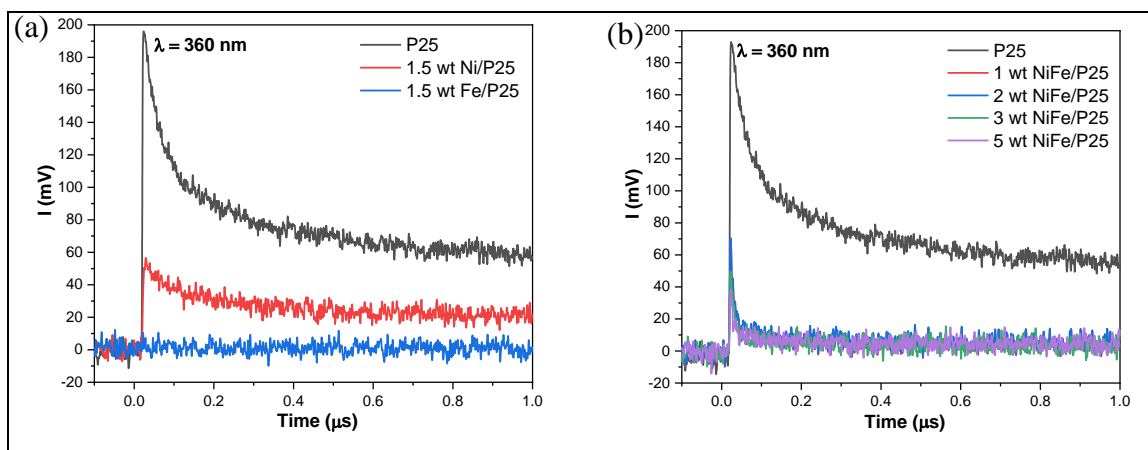 (a)
λ = 360 nm
P25
1.5 wt Ni/P25
1.5 wt Fe/P25
200
180
160
140
120
100
80
60
40
20
0
-20
I (mV)
0.0 0.2 0.4 0.6 0.8 1.0
Time (μs)
(b)
λ = 360 nm
P25
1 wt NiFe/P25
2 wt NiFe/P25
3 wt NiFe/P25
5 wt NiFe/P25
200
180
160
140
120
100
80
60
40
20
0
-20
I (mV)
0.0 0.2 0.4 0.6 0.8 1.0
Time (μs)